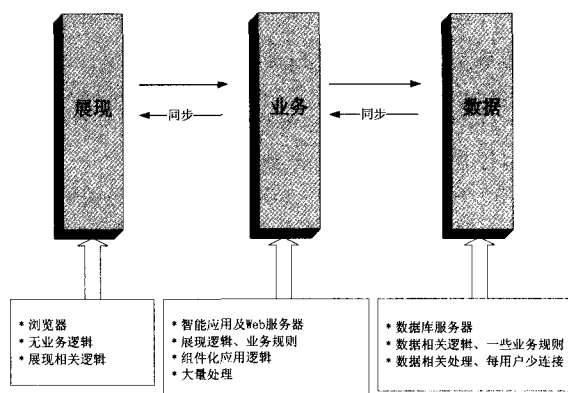 展现
业务
数据
同步
同步
* 浏览器
* 无业务逻辑
* 展现相关逻辑
* 智能应用及Web服务器
* 展现逻辑、业务规则
* 组件化应用逻辑
* 大量处理
* 数据库服务器
* 数据相关逻辑、一些业务规则
* 数据相关处理、每用户少连接